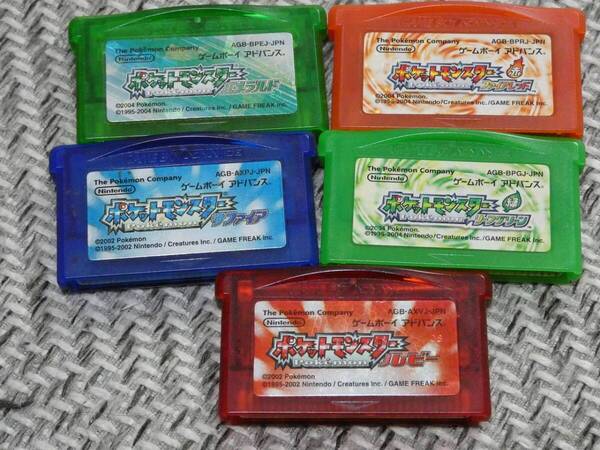 The Pokémon Company AGB-BPEJ-JPN
Nintendo ゲームボーイ アドバンス
ポケットモンスター
Pokémon
エメラルド
©2004 Pokémon.
©1995-2004 Nintendo/Creatures Inc. /GAME FREAK Inc.
The Pokémon Company AGB-BPRJ-JPN
Nintendo ゲームボーイ アドバンス
ポケットモンスター
Pokémon
ファイアレッド
©2004 Pokémon.
©1995-2004 Nintendo/Creatures Inc. /GAME FREAK Inc.
The Pokémon Company AGB-AXPJ-JPN
Nintendo ゲームボーイ アドバンス
ポケットモンスター
Pokémon
サファイア
©2002 Pokémon
©1995-2002 Nintendo/Creatures Inc. / GAME FREAK Inc.
The Pokémon Company AGB-BPGJ-JPN
Nintendo ゲームボーイ アドバンス
ポケットモンスター
Pokémon
リーフグリーン
©2004 Pokémon.
©1995-2004 Nintendo/Creatures Inc. /GAME FREAK Inc.
The Pokémon Company AGB-AXVJ-JPN
Nintendo ゲームボーイ アドバンス
ポケットモンスター
Pokémon
ルビー
©2002 Pokémon
©1995-2002 Nintendo/Creatures Inc. / GAME FREAK Inc.